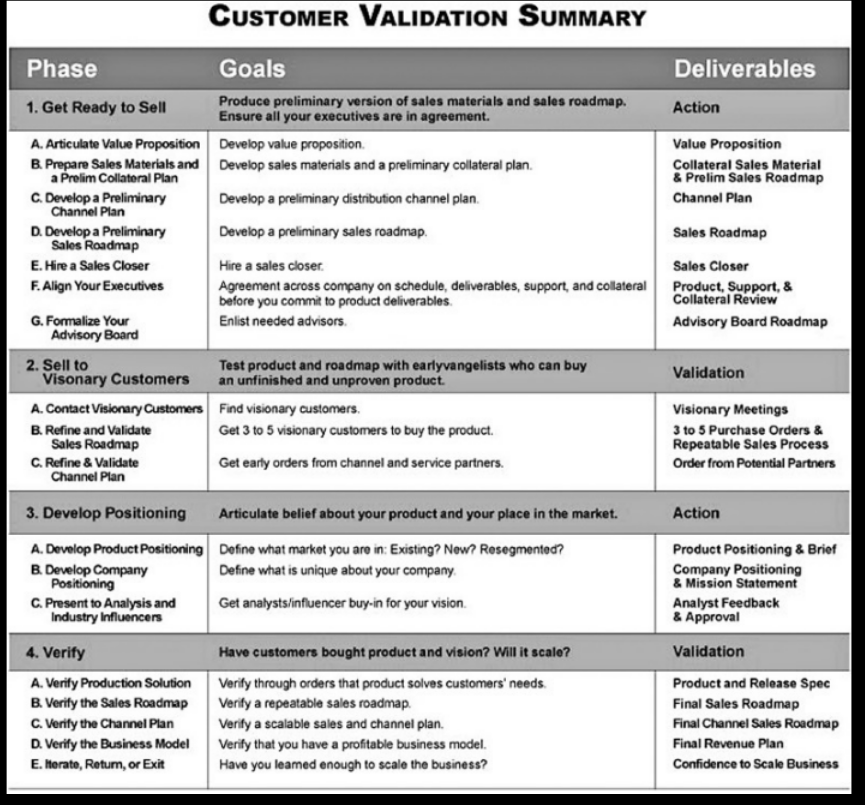 CUSTOMER VALIDATION SUMMARY
Phase Goals Deliverables
1. Get Ready to Sell Produce preliminary version of sales materials and sales roadmap. Action
Ensure all your executives are in agreement.
A. Articulate Value Proposition Develop value proposition. Value Proposition
B. Prepare Sales Materials and Develop sales materials and a preliminary collateral plan. Collateral Sales Material
a Prelim Collateral Plan & Prelim Sales Roadmap
C. Develop a Preliminary Develop a preliminary distribution channel plan. Channel Plan
Channel Plan
D. Develop a Preliminary Develop a preliminary sales roadmap. Sales Roadmap
Sales Roadmap
E. Hire a Sales Closer Hire a sales closer. Sales Closer
F. Align Your Executives Agreement across company on schedule, deliverables, support, and collateral Product, Support, &
before you commit to product deliverables. Collateral Review
G. Formalize Your Enlist needed advisors. Advisory Board Roadmap
Advisory Board
2. Sell to Test product and roadmap with earlyvangelists who can buy Validation
Visonary Customers an unfinished and unproven product.
A. Contact Visionary Customers Find visionary customers. Visionary Meetings
B. Refine and Validate Get 3 to 5 visionary customers to buy the product. 3 to 5 Purchase Orders &
Sales Roadmap Repeatable Sales Process
C. Refine & Validate Get early orders from channel and service partners. Order from Potential Partners
Channel Plan
3. Develop Positioning Articulate belief about your product and your place in the market. Action
A. Develop Product Positioning Define what market you are in: Existing? New? Resegmented? Product Positioning & Brief
B. Develop Company Define what is unique about your company. Company Positioning
Positioning & Mission Statement
C. Present to Analysis and Get analysts/influencer buy-in for your vision. Analyst Feedback
Industry Influencers & Approval
4. Verify Have customers bought product and vision? Will it scale? Validation
A. Verify Production Solution Verify through orders that product solves customers' needs. Product and Release Spec
B. Verify the Sales Roadmap Verify a repeatable sales roadmap. Final Sales Roadmap
C. Verify the Channel Plan Verify a scalable sales and channel plan. Final Channel Sales Roadmap
D. Verify the Business Model Verify that you have a profitable business model. Final Revenue Plan
E. Iterate, Return, or Exit Have you learned enough to scale the business? Confidence to Scale Business